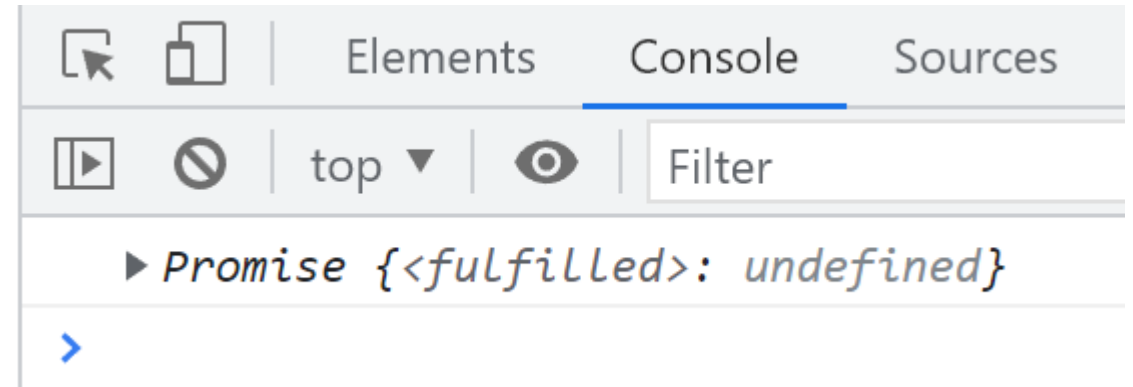 Elements Console Sources
top ▼ Filter
▶ Promise {<fulfilled>: undefined}
>